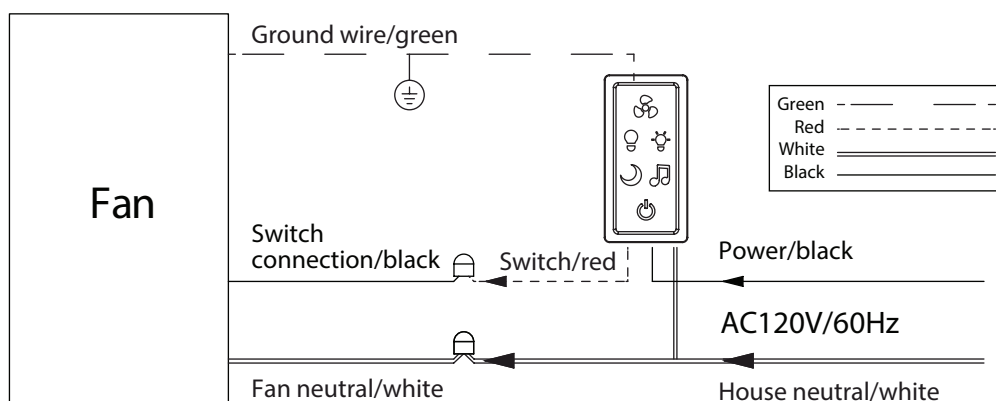 Ground wire/green
Green
Red
White
Black
Fan
Switch
connection/black
Switch/red
Power/black
AC120V/60Hz
Fan neutral/white
House neutral/white